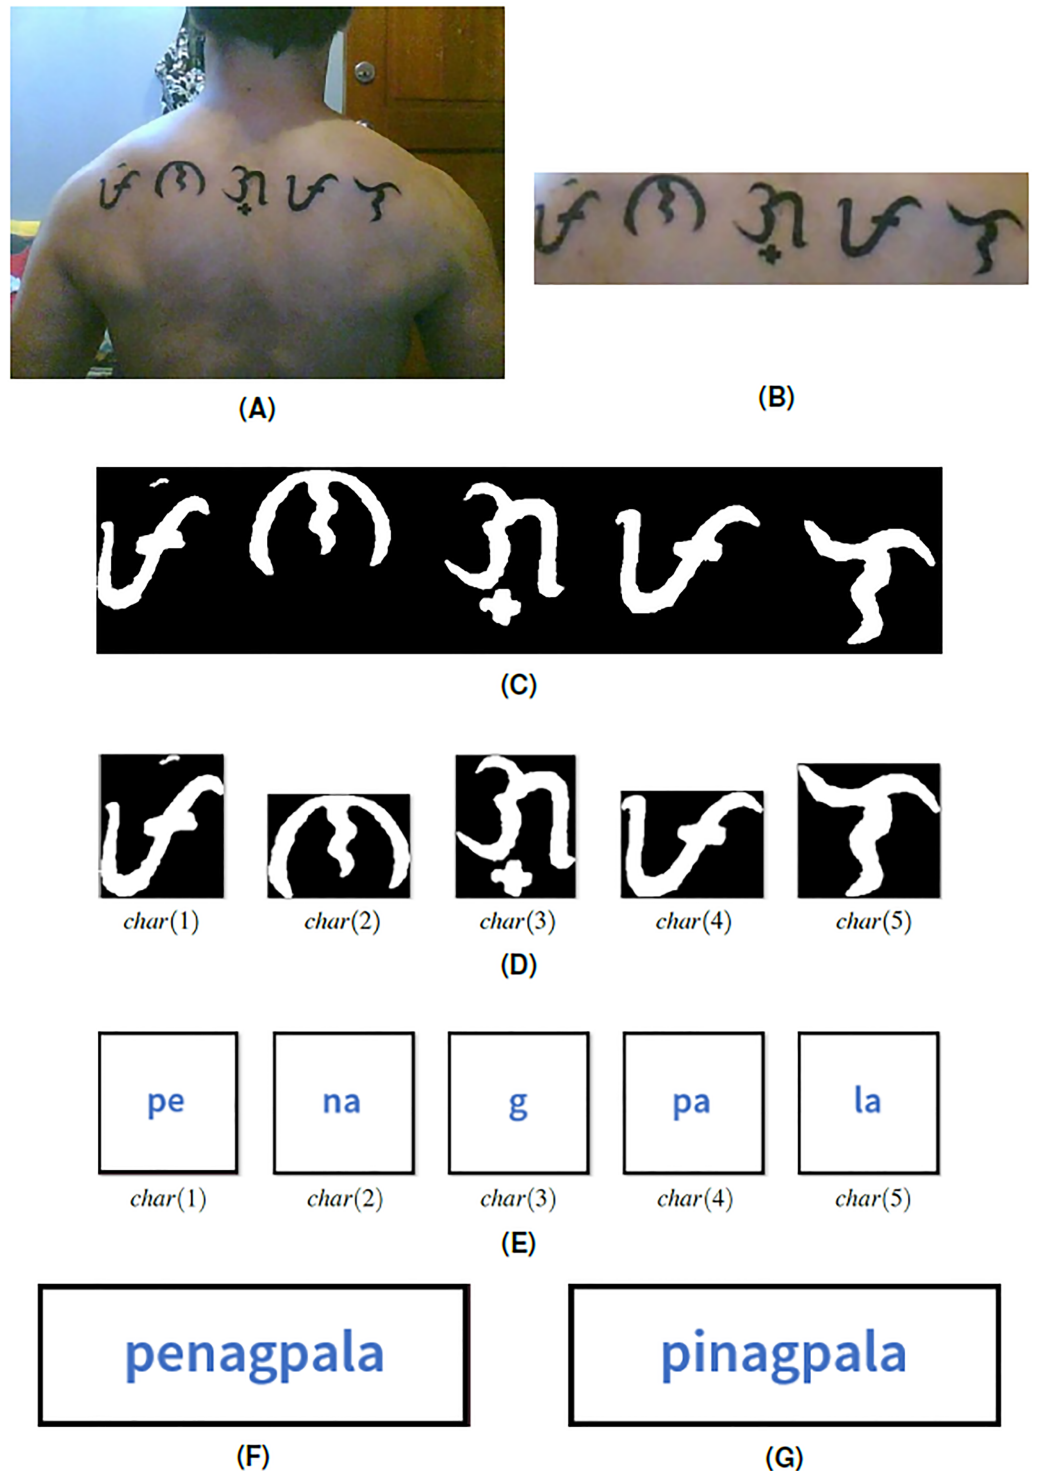 ᜉᜒ ᜈ ᜄ᜔ ᜉ ᜎ
(A)
ᜉᜒ ᜈ ᜄ᜔ ᜉ ᜎ
(B)
ᜉᜒ ᜈ ᜄ᜔ ᜉ ᜎ
(C)
ᜉᜒ ᜈ ᜄ᜔ ᜉ ᜎ
char(1) char(2) char(3) char(4) char(5)
(D)
pe na g pa la
char(1) char(2) char(3) char(4) char(5)
(E)
penagpala
(F)
pinagpala
(G)